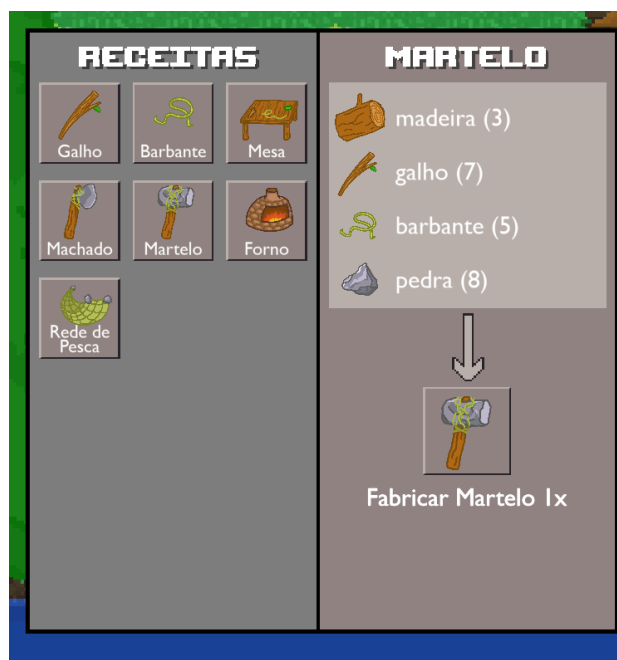 RECEITAS
Galho
Barbante
Mesa
Machado
Martelo
Forno
Rede de
Pesca
MARTELO
madeira (3)
galho (7)
barbante (5)
pedra (8)
Fabricar Martelo 1x